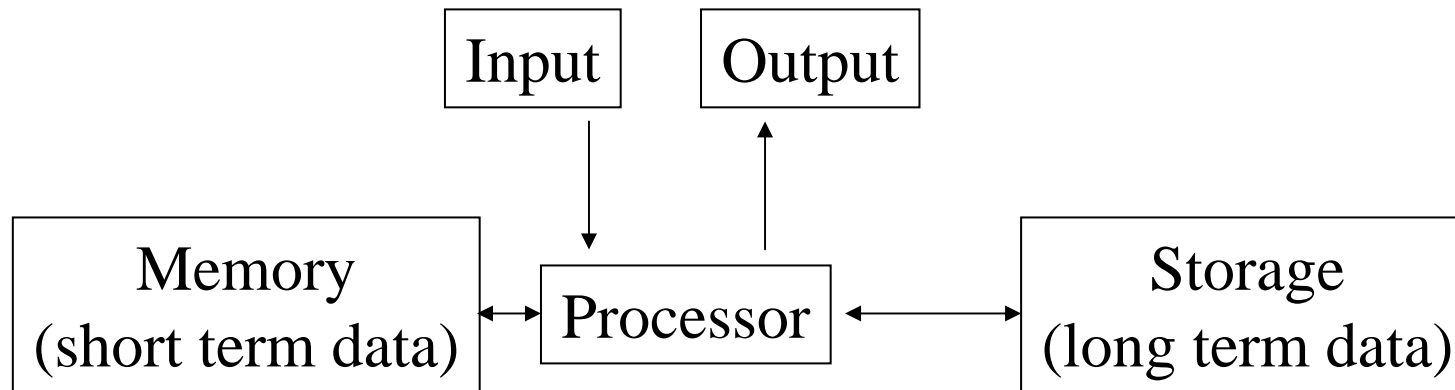 Input
Output
Memory
(short term data)
Processor
Storage
(long term data)